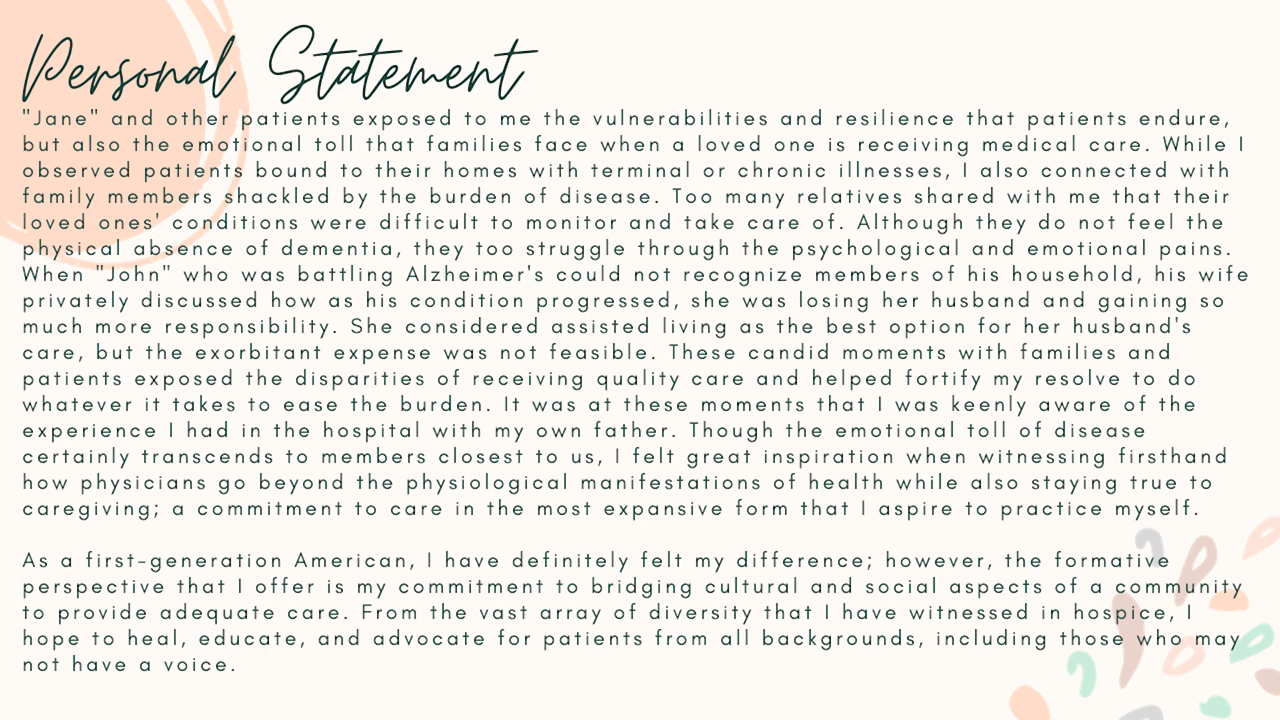 Personal Statement
"Jane" and other patients exposed to me the vulnerabilities and resilience that patients endure,
but also the emotional toll that families face when a loved one is receiving medical care. While I
observed patients bound to their homes with terminal or chronic illnesses, I also connected with
family members shackled by the burden of disease. Too many relatives shared with me that their
loved ones' conditions were difficult to monitor and take care of. Although they do not feel the
physical absence of dementia, they too struggle through the psychological and emotional pains.
When "John" who was battling Alzheimer's could not recognize members of his household, his wife
privately discussed how as his condition progressed, she was losing her husband and gaining so
much more responsibility. She considered assisted living as the best option for her husband's
care, but the exorbitant expense was not feasible. These candid moments with families and
patients exposed the disparities of receiving quality care and helped fortify my resolve to do
whatever it takes to ease the burden. It was at these moments that I was keenly aware of the
experience I had in the hospital with my own father. Though the emotional toll of disease
certainly transcends to members closest to us, I felt great inspiration when witnessing firsthand
how physicians go beyond the physiological manifestations of health while also staying true to
caregiving; a commitment to care in the most expansive form that I aspire to practice myself.
As a first-generation American, I have definitely felt my difference; however, the formative
perspective that I offer is my commitment to bridging cultural and social aspects of a community
to provide adequate care. From the vast array of diversity that I have witnessed in hospice, I
hope to heal, educate, and advocate for patients from all backgrounds, including those who may
not have a voice.